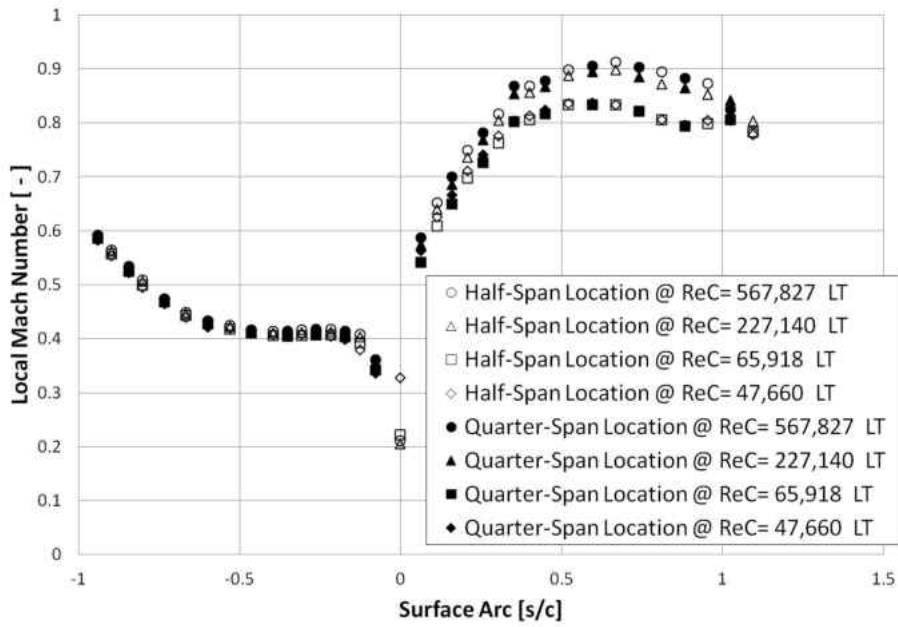 1
0.9
0.8
0.7
0.6
0.5
0.4
0.3
0.2
0.1
0
-1
-0.5
0
0.5
1
1.5
Local Mach Number [ - ]
Surface Arc [s/c]
Half-Span Location @ ReC= 567,827 LT
Half-Span Location @ ReC= 227,140 LT
Half-Span Location @ ReC= 65,918 LT
Half-Span Location @ ReC= 47,660 LT
Quarter-Span Location @ ReC= 567,827 LT
Quarter-Span Location @ ReC= 227,140 LT
Quarter-Span Location @ ReC= 65,918 LT
Quarter-Span Location @ ReC= 47,660 LT